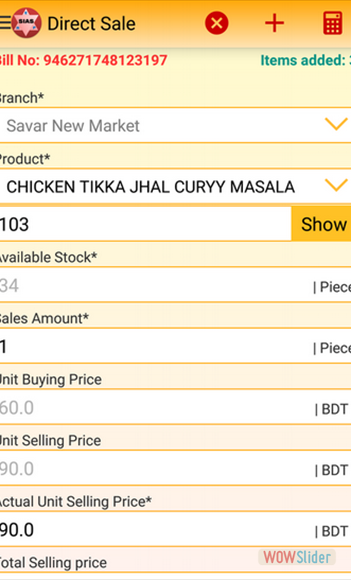 SIAS
Direct Sale
Bill No: 946271748123197
Items added:
Branch*
Savar New Market
Product*
CHICKEN TIKKA JHAL CURYY MASALA
103
Show
Available Stock*
34
| Piece
Sales Amount*
1
| Piece
Unit Buying Price
60.0
| BDT
Unit Selling Price
90.0
| BDT
Actual Unit Selling Price*
90.0
| BDT
Total Selling price
WOWSlider